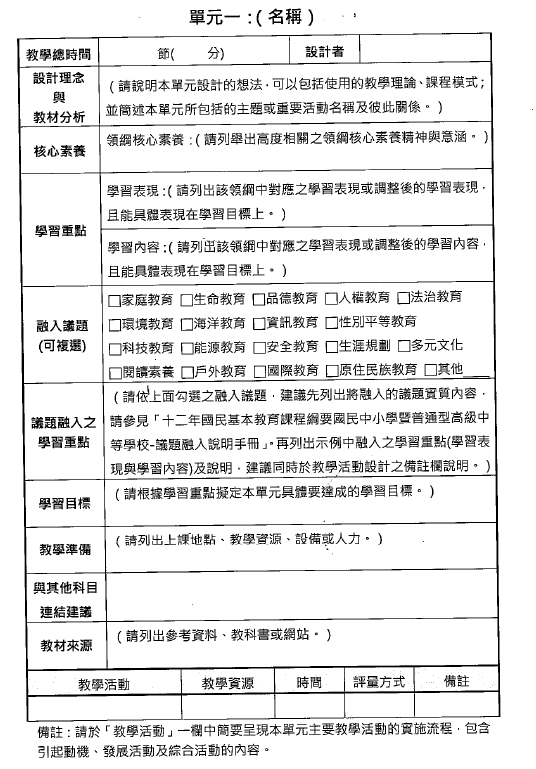 單元一：( 名稱 )
教學總時間 節( 分) 設計者
設計理念
與
教材分析
( 請說明本單元設計的想法，可以包括使用的教學理論、課程模式；
並簡述本單元所包括的主題或重要活動名稱及彼此關係。)
核心素養
領綱核心素養：( 請列舉出高度相關之領綱核心素養精神與意涵。)
學習重點
學習表現：( 請列出該領綱中對應之學習表現或調整後的學習表現，
且能具體表現在學習目標上。)
學習內容：( 請列出該領綱中對應之學習表現或調整後的學習內容，
且能具體表現在學習目標上。)
融入議題
(可複選)
□家庭教育 □生命教育 □品德教育 □人權教育 □法治教育
□環境教育 □海洋教育 □資訊教育 □性別平等教育
□科技教育 □能源教育 □安全教育 □生涯規劃 □多元文化
□閱讀素養 □戶外教育 □國際教育 □原住民族教育 □其他____
議題融入之
學習重點
( 請依上面勾選之融入議題，建議先列出將融入的議題實質內容，
請參見「十二年國民基本教育課程綱要國民中小學暨普通型高級中
等學校-議題融入說明手冊」。再列出示例中融入之學習重點(學習表
現與學習內容)及說明，建議同時於教學活動設計之備註欄說明。)
學習目標
( 請根據學習重點擬定本單元具體要達成的學習目標。)
教學準備
( 請列出上課地點、教學資源、設備或人力。)
與其他科目
連結建議
教材來源
( 請列出參考資料、教科書或網站。)
教學活動 教學資源 時間 評量方式 備註
備註：請於「教學活動」一欄中簡要呈現本單元主要教學活動的實施流程，包含
引起動機、發展活動及綜合活動的內容。